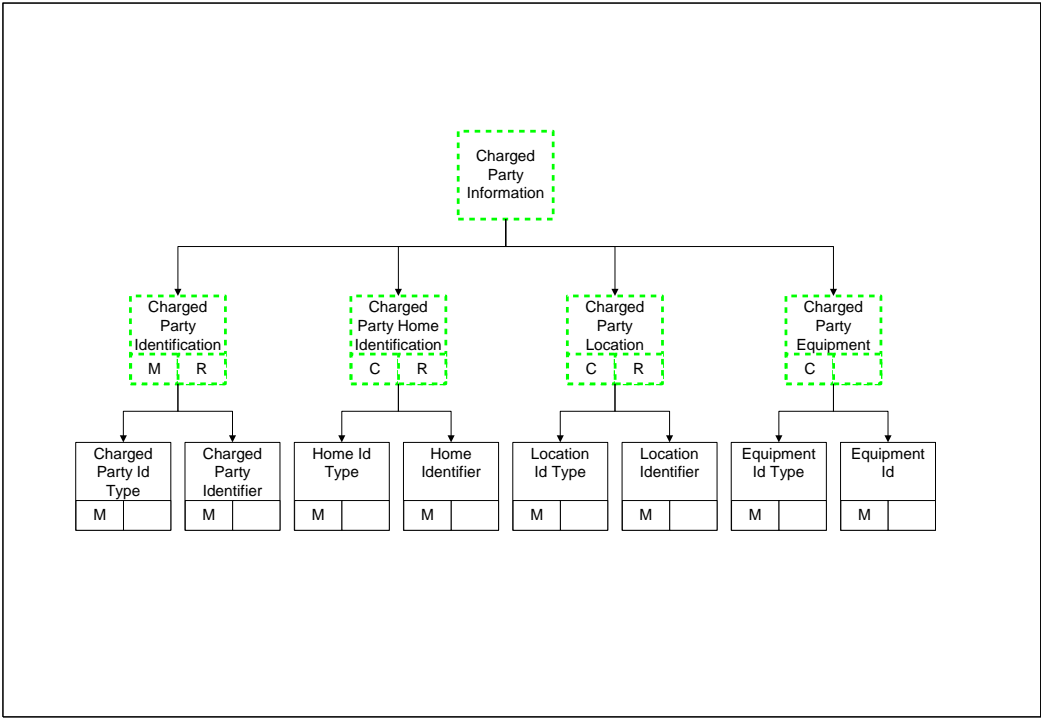 Charged
Party
Information
Charged
Party
Identification
M R
Charged
Party Home
Identification
C R
Charged
Party
Location
C R
Charged
Party
Equipment
C
Charged
Party Id
Type
M
Charged
Party
Identifier
M
Home Id
Type
M
Home
Identifier
M
Location
Id Type
M
Location
Identifier
M
Equipment
Id Type
M
Equipment
Id
M